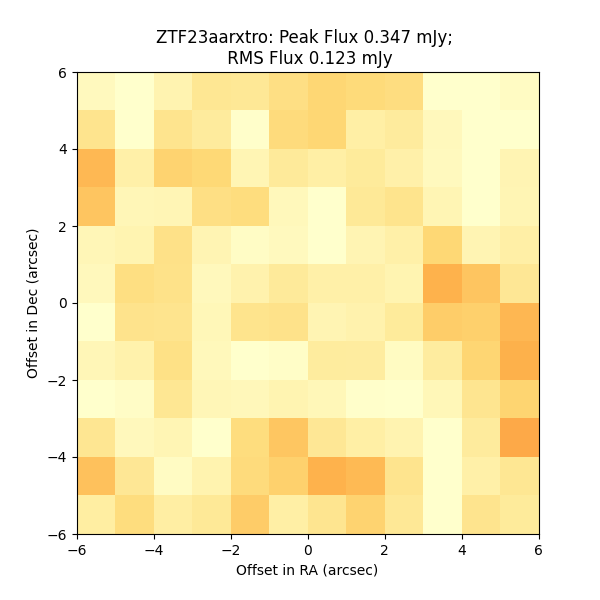 ZTF23aarxtro: Peak Flux 0.347 mJy;
RMS Flux 0.123 mJy
6
4
2
0
−2
−4
−6
Offset in Dec (arcsec)
−6 −4 −2 0 2 4 6
Offset in RA (arcsec)